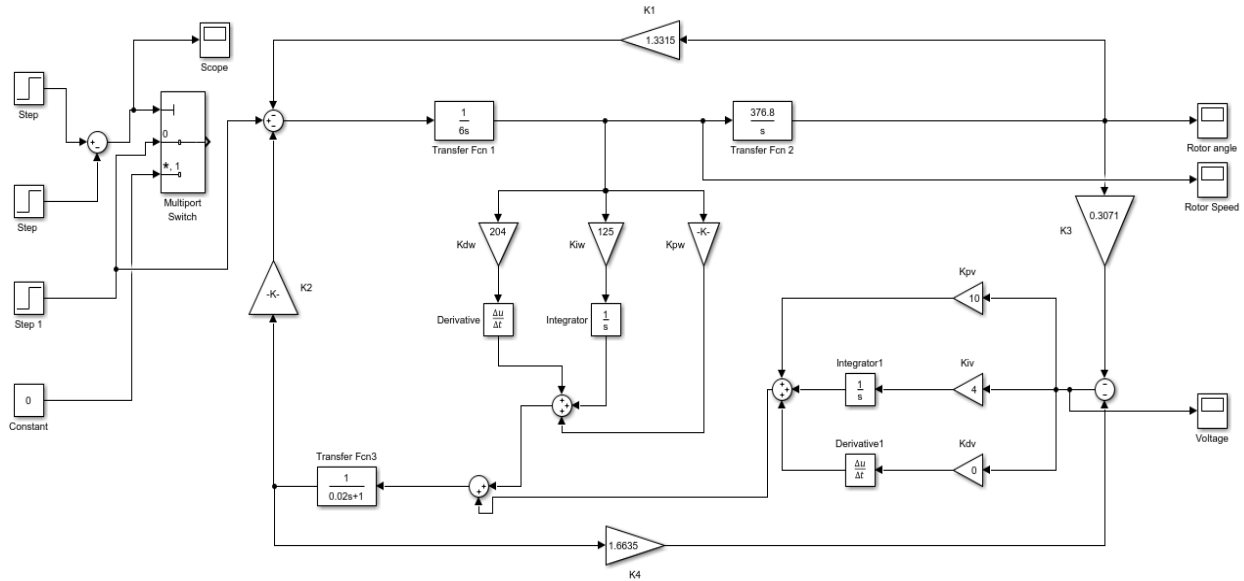 K1
1.3315
Scope
Step
0
*, 1
Multiport
Switch
Step
Step 1
0
Constant
+
-
-
+
-
-
1
6s
Transfer Fcn 1
376.8
s
Transfer Fcn 2
Rotor angle
Rotor Speed
204
Kdw
125
Kiw
-K-
Kpw
0.3071
K3
-K-
K2
Derivative
Δu
Δt
Integrator
1
s
Kpv
10
Integrator1
1
s
Kiv
4
Derivative1
Δu
Δt
Kdv
0
+
+
+
-
-
Voltage
+
+
+
Transfer Fcn3
1
0.02s+1
+
+
1.6635
K4